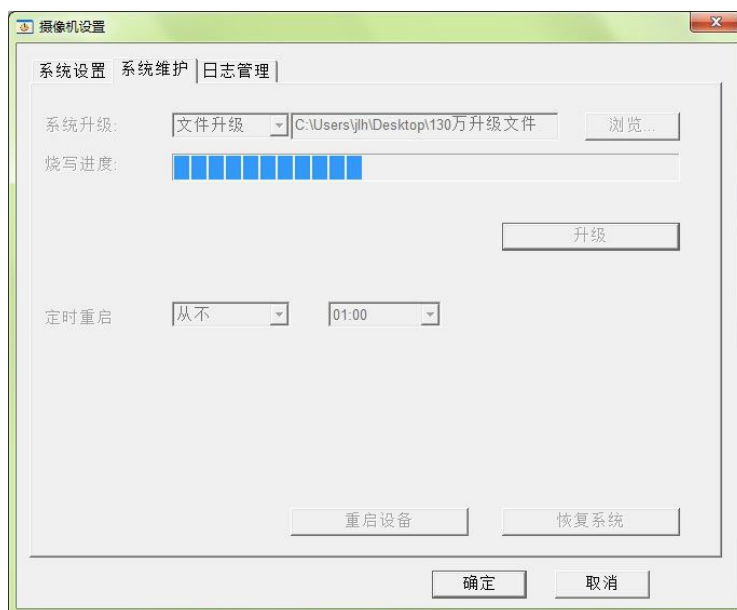 摄像机设置
系统设置 系统维护 日志管理
系统升级: 文件升级 C:\Users\jlh\Desktop\130万升级文件 浏览...
烧写进度:
升级
定时重启 从不 01:00
重启设备 恢复系统
确定 取消